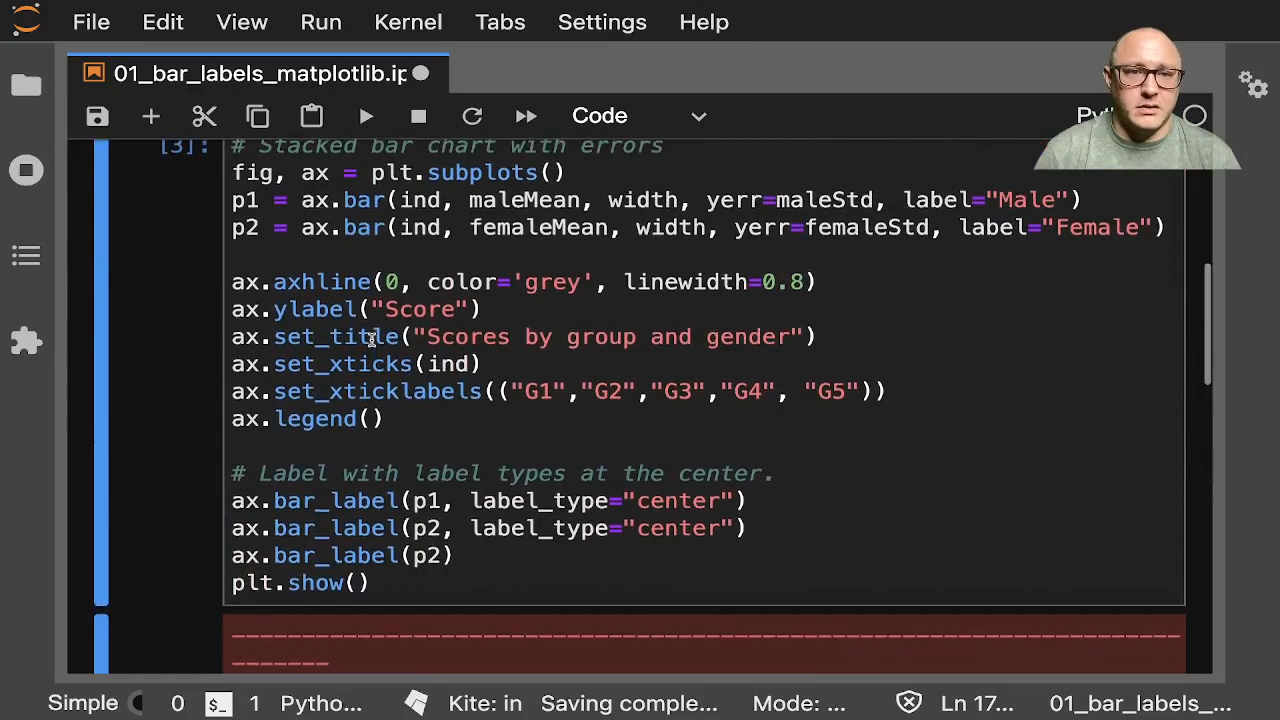 File Edit View Run Kernel Tabs Settings Help
01_bar_labels_matplotlib.ip
Code
[3]:
# Stacked bar chart with errors
fig, ax = plt.subplots()
p1 = ax.bar(ind, maleMean, width, yerr=maleStd, label="Male")
p2 = ax.bar(ind, femaleMean, width, yerr=femaleStd, label="Female")
ax.axhline(0, color='grey', linewidth=0.8)
ax.ylabel("Score")
ax.set_title("Scores by group and gender")
ax.set_xticks(ind)
ax.set_xticklabels(("G1","G2","G3","G4", "G5"))
ax.legend()
# Label with label types at the center.
ax.bar_label(p1, label_type="center")
ax.bar_label(p2, label_type="center")
ax.bar_label(p2)
plt.show()
Simple 0 $_ 1 Pytho... Kite: in Saving comple... Mode: ... Ln 17... 01_bar_labels_...